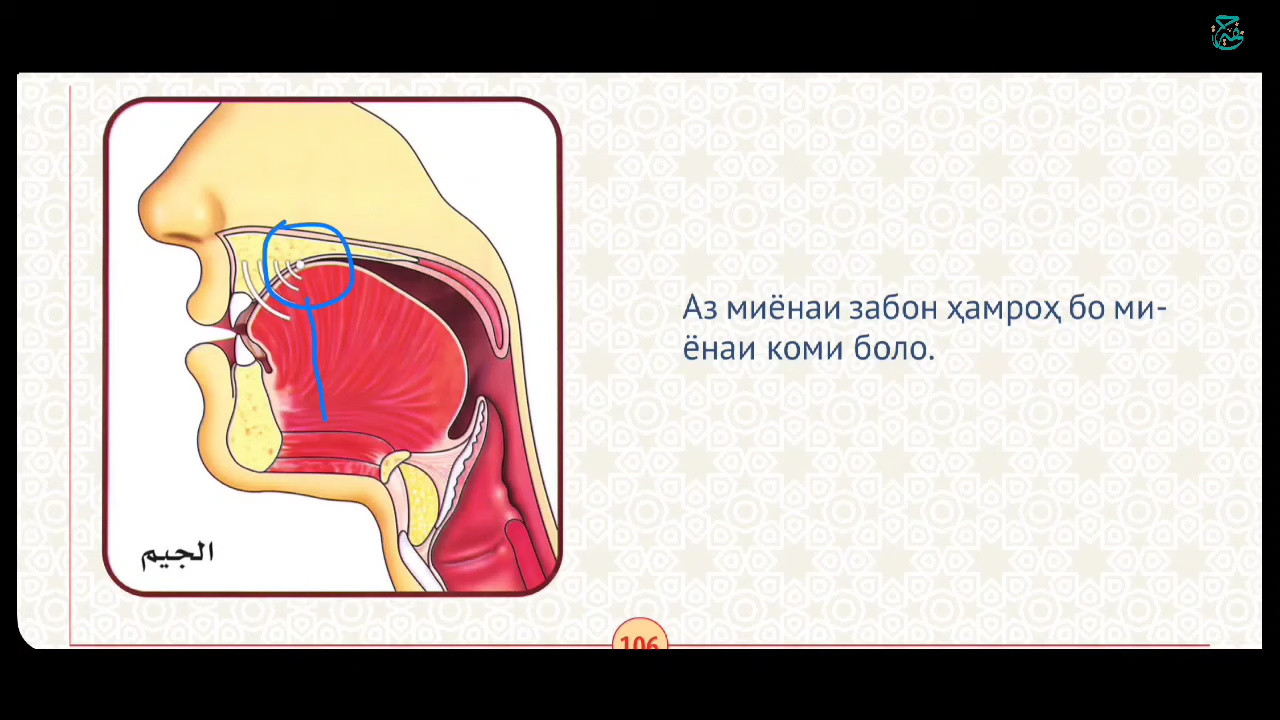 Аз миёнаи забон ҳамроҳ бо ми-
ёнаи коми боло.
الجيم
106